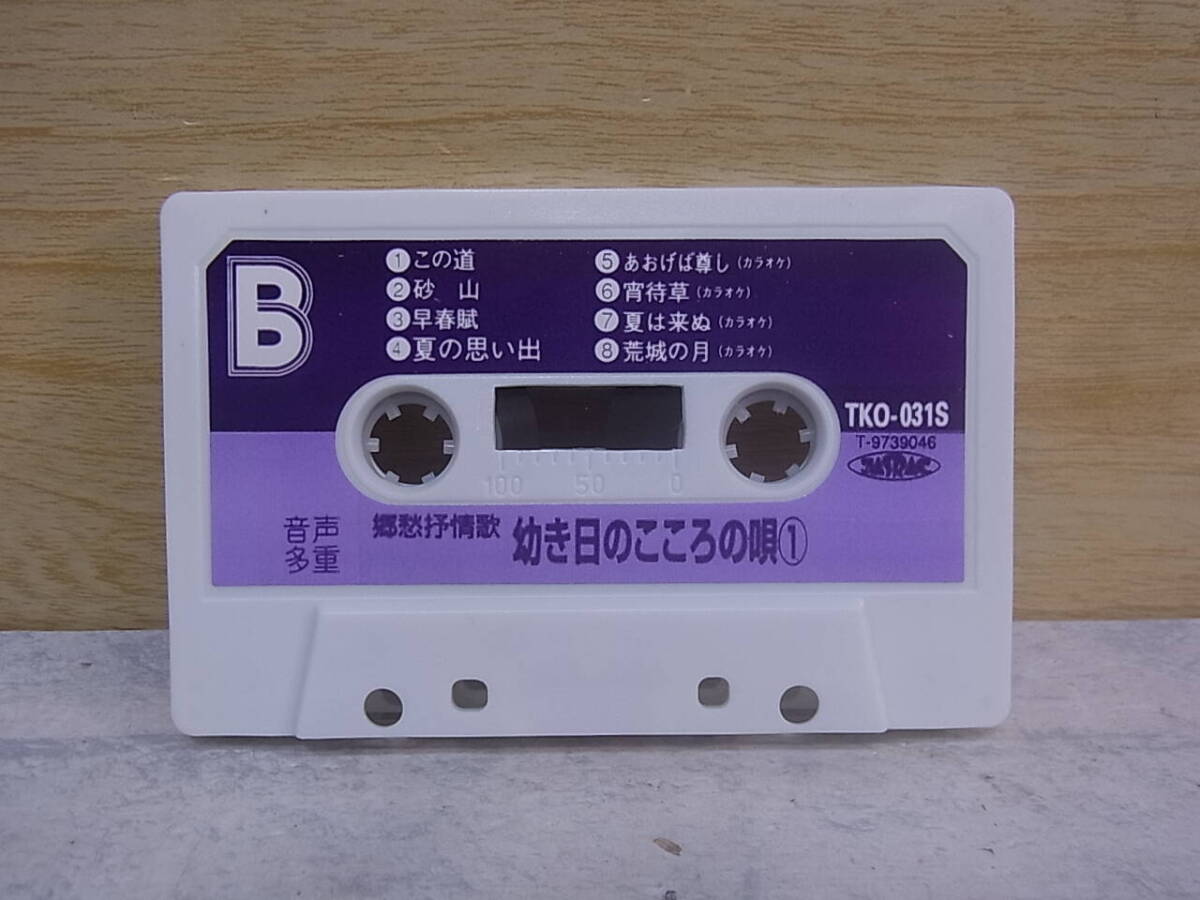 B
①この道
②砂 山
③早春賦
④夏の思い出
⑤あおげば尊し(カラオケ)
⑥宵待草(カラオケ)
⑦夏は来ぬ(カラオケ)
⑧荒城の月(カラオケ)
TKO-031S
T-9739046
JASRAC
100 50 0
音声
多重
郷愁抒情歌 幼き日のこころの唄①